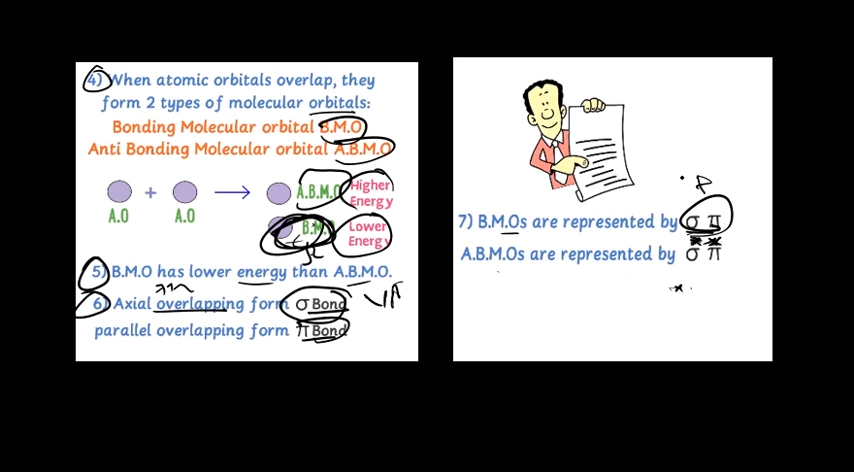 4) When atomic orbitals overlap, they
form 2 types of molecular orbitals:
Bonding Molecular orbital B.M.O
Anti Bonding Molecular orbital A.B.M.O
A.O + A.O → A.B.M.O Higher Energy
B.M.O Lower Energy
5) B.M.O has lower energy than A.B.M.O.
6) Axial overlapping form σ Bond
parallel overlapping form π Bond
7) B.M.Os are represented by σ π
A.B.M.Os are represented by σ* π*